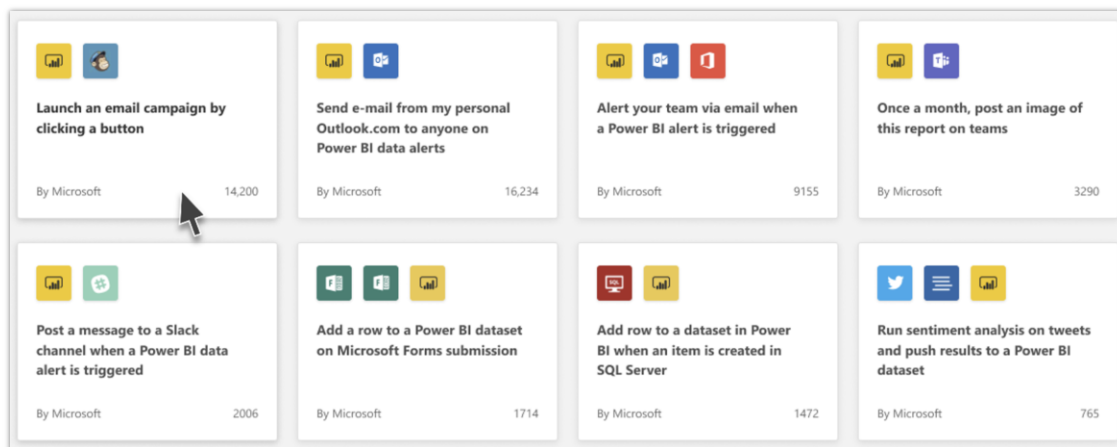 Launch an email campaign by
clicking a button
By Microsoft 14,200
Send e-mail from my personal
Outlook.com to anyone on
Power BI data alerts
By Microsoft 16,234
Alert your team via email when
a Power BI alert is triggered
By Microsoft 9155
Once a month, post an image of
this report on teams
By Microsoft 3290
Post a message to a Slack
channel when a Power BI data
alert is triggered
By Microsoft 2006
Add a row to a Power BI dataset
on Microsoft Forms submission
By Microsoft 1714
SQL
Add row to a dataset in Power
BI when an item is created in
SQL Server
By Microsoft 1472
Run sentiment analysis on tweets
and push results to a Power BI
dataset
By Microsoft 765